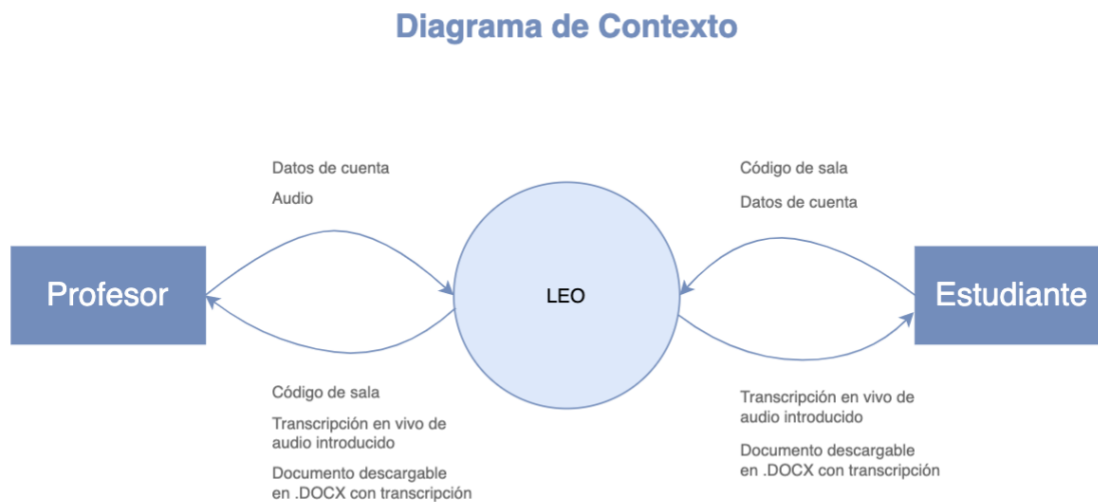 Diagrama de Contexto
Datos de cuenta
Audio
Código de sala
Datos de cuenta
Profesor
LEO
Estudiante
Código de sala
Transcripción en vivo de
audio introducido
Documento descargable
en .DOCX con transcripción
Transcripción en vivo de
audio introducido
Documento descargable
en .DOCX con transcripción